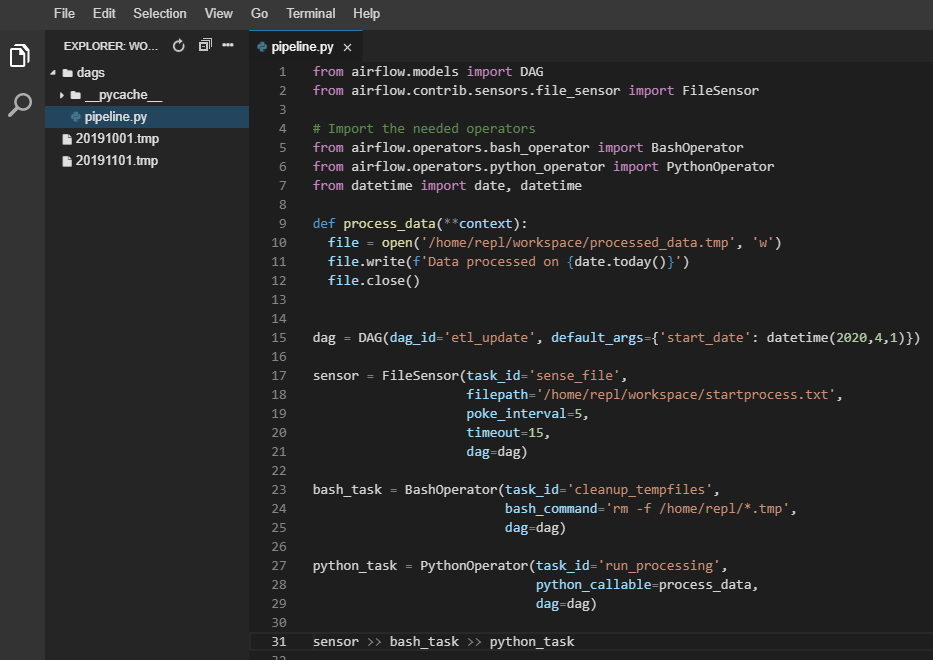 File Edit Selection View Go Terminal Help
EXPLORER: WO...
dags
__pycache__
pipeline.py
20191001.tmp
20191101.tmp
pipeline.py ×
1 from airflow.models import DAG
2 from airflow.contrib.sensors.file_sensor import FileSensor
3
4 # Import the needed operators
5 from airflow.operators.bash_operator import BashOperator
6 from airflow.operators.python_operator import PythonOperator
7 from datetime import date, datetime
8
9 def process_data(**context):
10   file = open('/home/repl/workspace/processed_data.tmp', 'w')
11   file.write(f'Data processed on {date.today()}')
12   file.close()
13
14
15 dag = DAG(dag_id='etl_update', default_args={'start_date': datetime(2020,4,1)})
16
17 sensor = FileSensor(task_id='sense_file',
18                     filepath='/home/repl/workspace/startprocess.txt',
19                     poke_interval=5,
20                     timeout=15,
21                     dag=dag)
22
23 bash_task = BashOperator(task_id='cleanup_tempfiles',
24                          bash_command='rm -f /home/repl/*.tmp',
25                          dag=dag)
26
27 python_task = PythonOperator(task_id='run_processing',
28                              python_callable=process_data,
29                              dag=dag)
30
31 sensor >> bash_task >> python_task
32